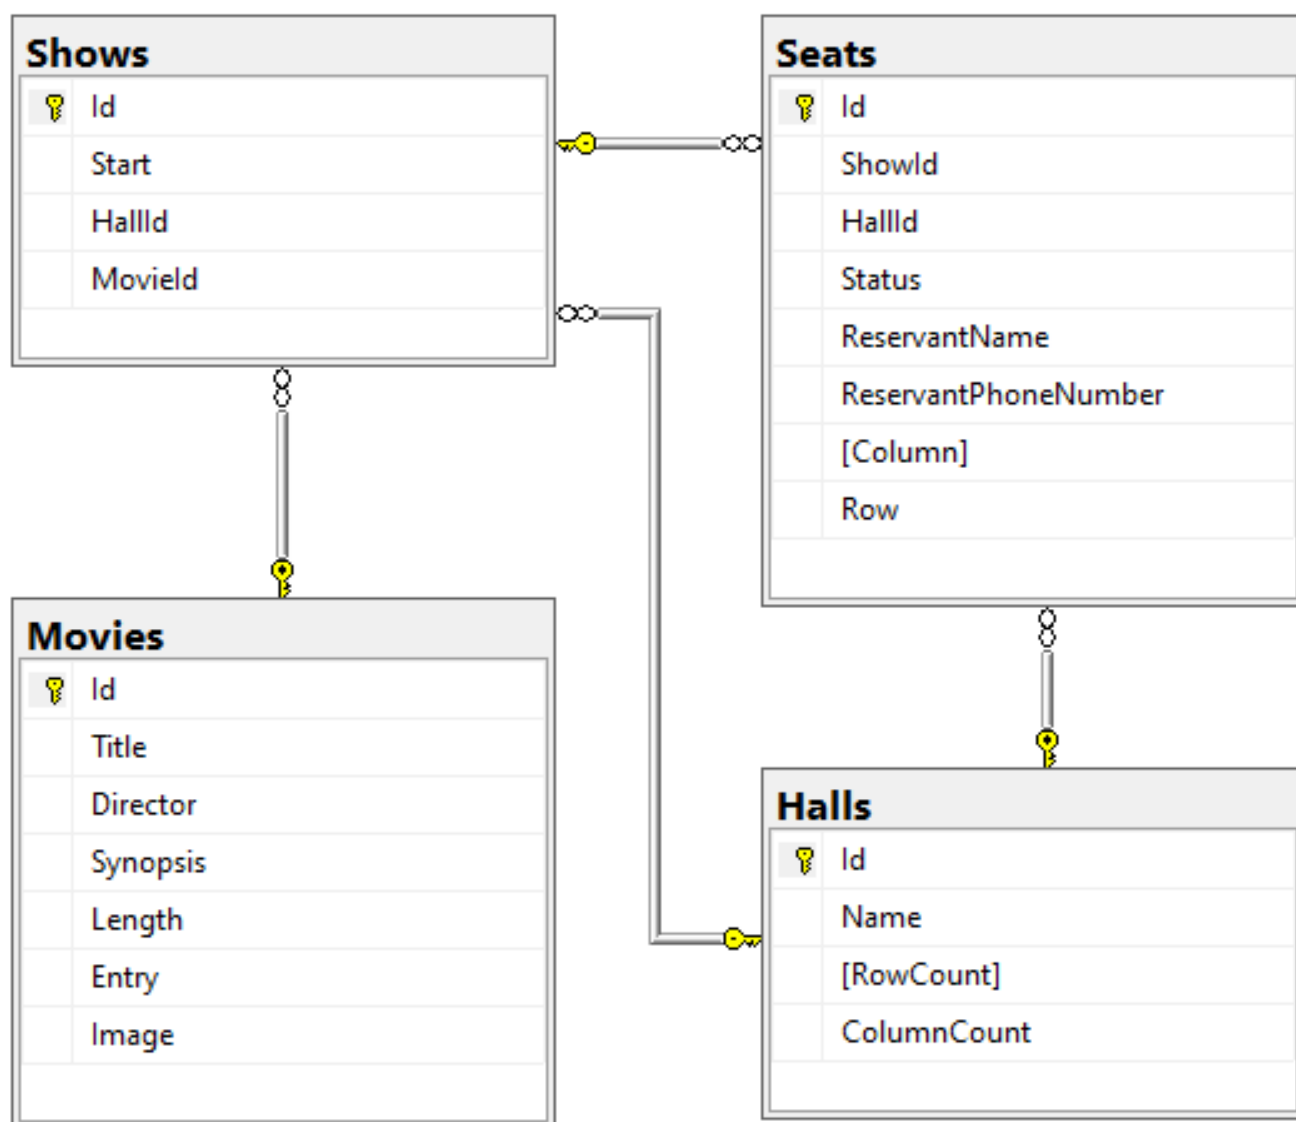 Shows
Id
Start
HallId
MovieId
Seats
Id
ShowId
HallId
Status
ReservantName
ReservantPhoneNumber
[Column]
Row
Movies
Id
Title
Director
Synopsis
Length
Entry
Image
Halls
Id
Name
[RowCount]
ColumnCount